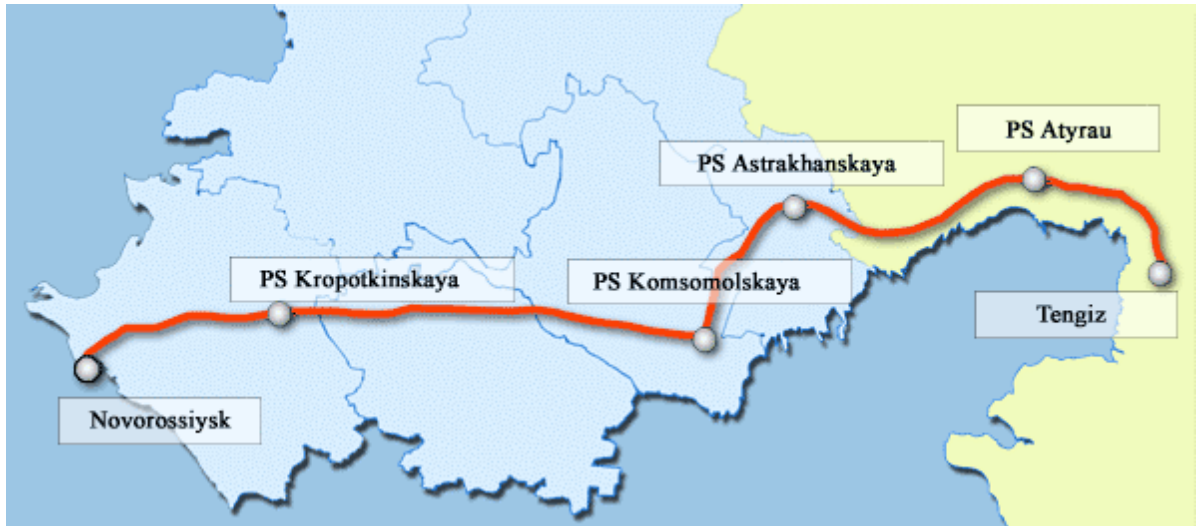 PS Atyrau
PS Astrakhanskaya
PS Kropotkinskaya
PS Komsomolskaya
Tengiz
Novorossiysk